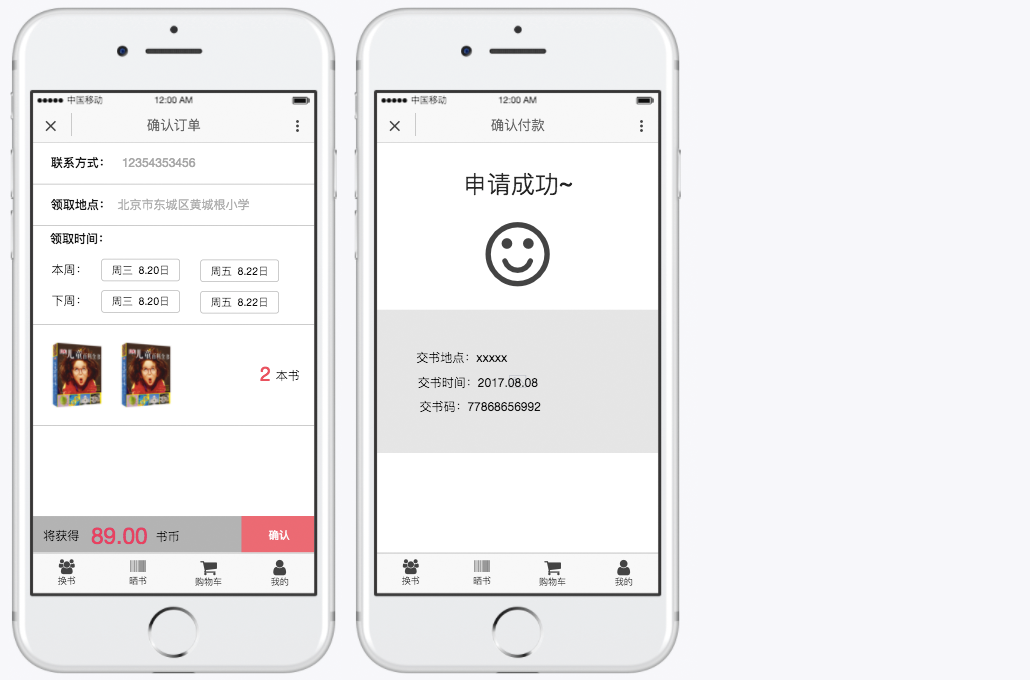 中国移动 12:00 AM
确认订单
联系方式： 12354353456
领取地点： 北京市东城区黄城根小学
领取时间：
本周： 周三 8.20日 周五 8.22日
下周： 周三 8.20日 周五 8.22日
2 本书
将获得 89.00 书币 确认
换书 晒书 购物车 我的
中国移动 12:00 AM
确认付款
申请成功~
交书地点：xxxxx
交书时间：2017.08.08
交书码：77868656992
换书 晒书 购物车 我的